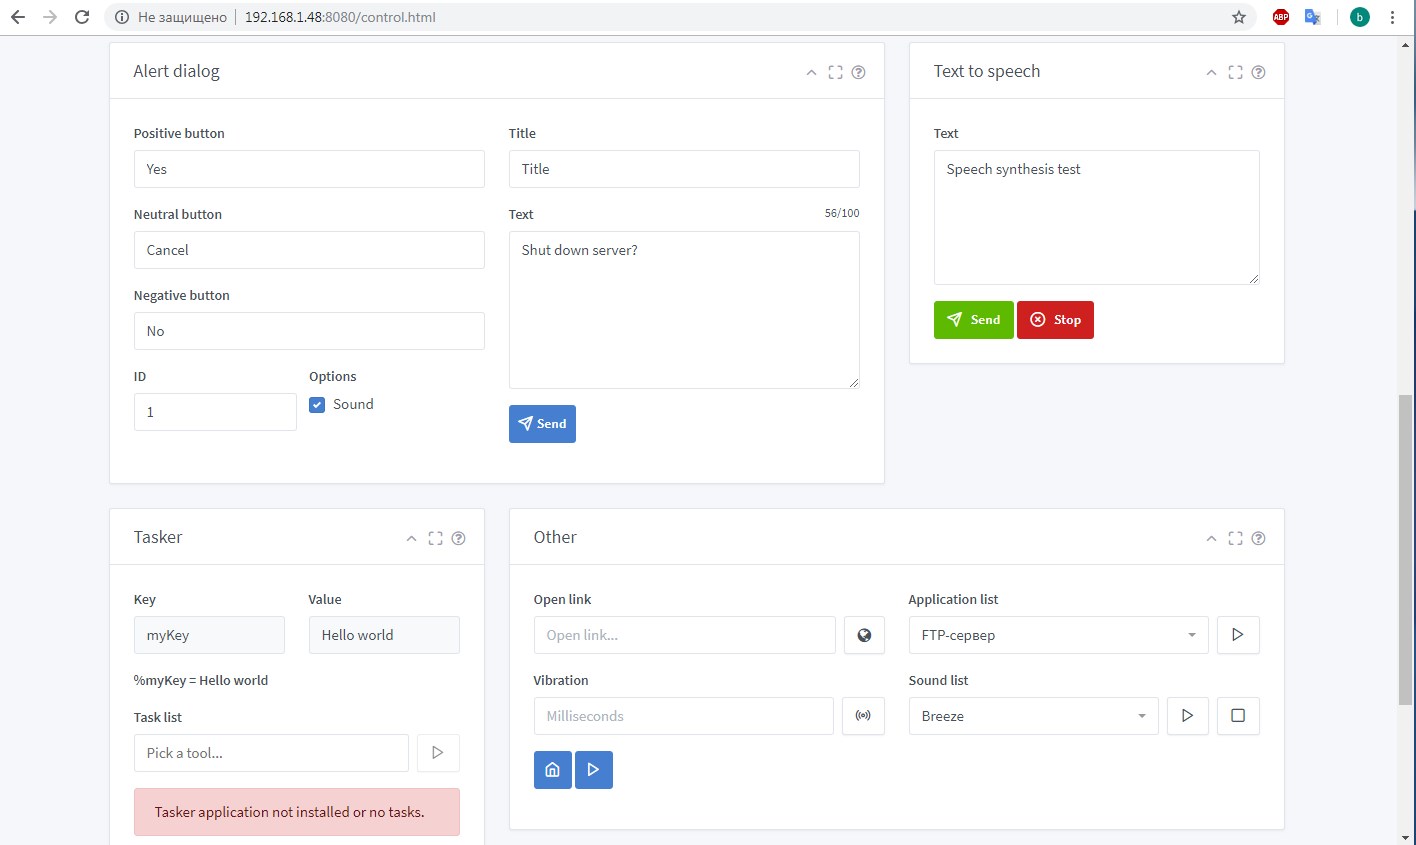 Не защищено
192.168.1.48:8080/control.html
ABP
b
Alert dialog
Positive button
Yes
Neutral button
Cancel
Negative button
No
ID
1
Options
Sound
Title
Title
Text
56/100
Shut down server?
Send
Text to speech
Text
Speech synthesis test
Send
Stop
Tasker
Key
myKey
Value
Hello world
%myKey = Hello world
Task list
Pick a tool...
Tasker application not installed or no tasks.
Other
Open link
Open link...
Application list
FTP-сервер
Vibration
Milliseconds
Sound list
Breeze